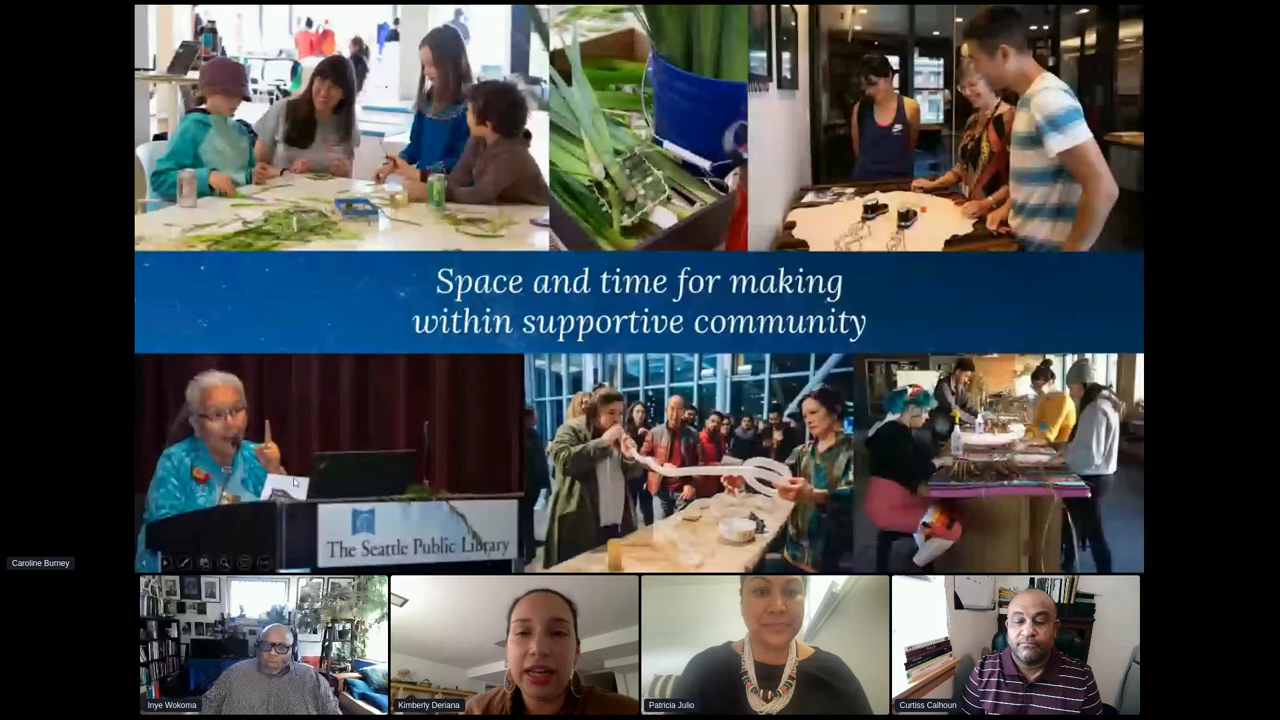 Space and time for making
within supportive community
The Seattle Public Library
Caroline Burney
Inye Wokoma
Kimberly Deriana
Patricia Julio
Curtiss Calhoun